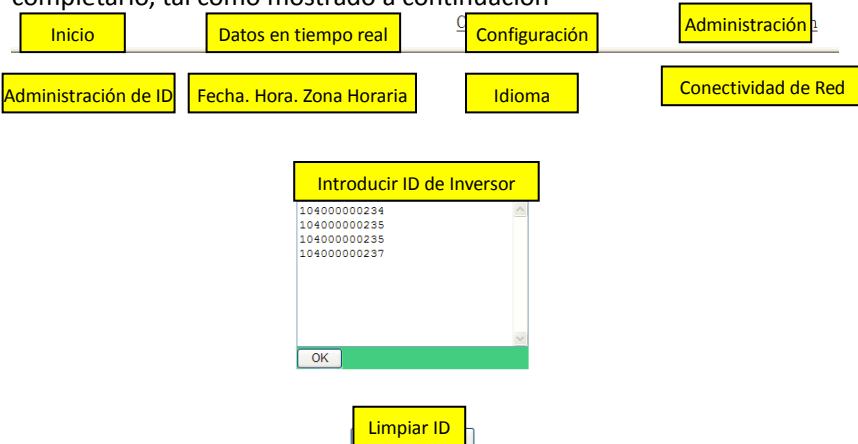 completarlo, tal como mostrado a continuación
Inicio Datos en tiempo real Configuración Administración
Administración de ID Fecha. Hora. Zona Horaria Idioma Conectividad de Red
Introducir ID de Inversor
104000000234
104000000235
104000000235
104000000237
OK
Limpiar ID